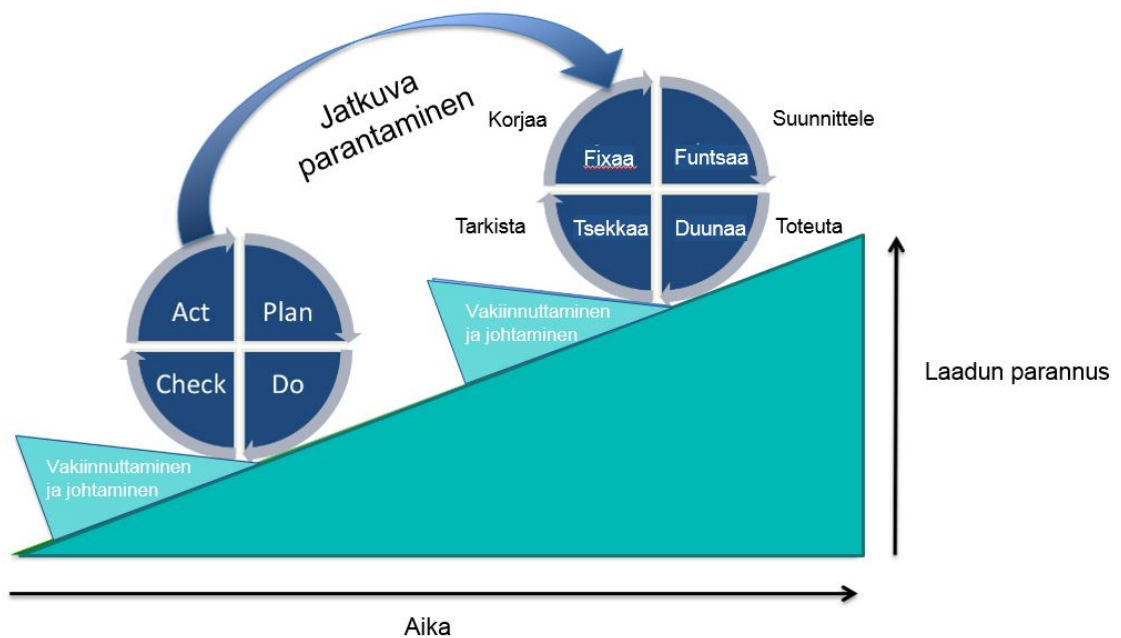 Jatkuva
parantaminen
Korjaa
Suunnittele
Fixaa
Funtsaa
Tarkista
Tsekkaa
Duunaa
Toteuta
Act
Plan
Check
Do
Vakiinnuttaminen
ja johtaminen
Vakiinnuttaminen
ja johtaminen
Laadun parannus
Aika